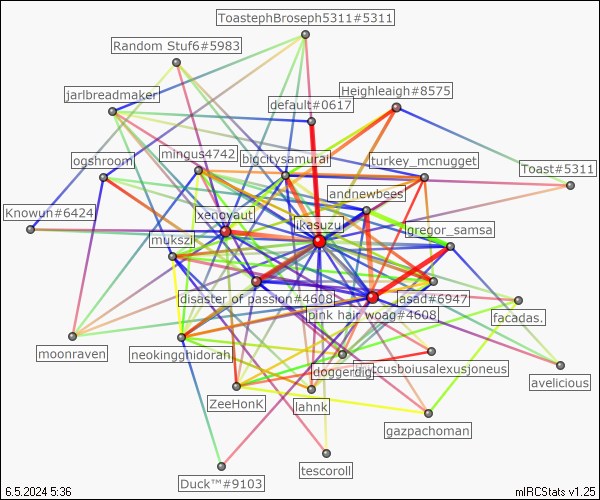 ToastephBroseph5311#5311
Random Stuf6#5983
Heighleaigh#8575
jarlbreadmaker
default#0617
mingus4742
bigcitysamurai
turkey_mcnugget
ogshroom
Toast#5311
andnewbees
Knowun#6424
xenoyaut
ikasuzu
gregor_samsa
mukszi
disaster of passion#4608
jasad#6947
pink hair woag#4608
facadas.
moonraven
neokingghidorah
doggerdig
ccusboiusalexusjoneus
avelicious
ZeeHonK
lahnk
gazpachoman
tescoroll
Duck™#9103
6.5.2024 5:36
mIRCStats v1.25